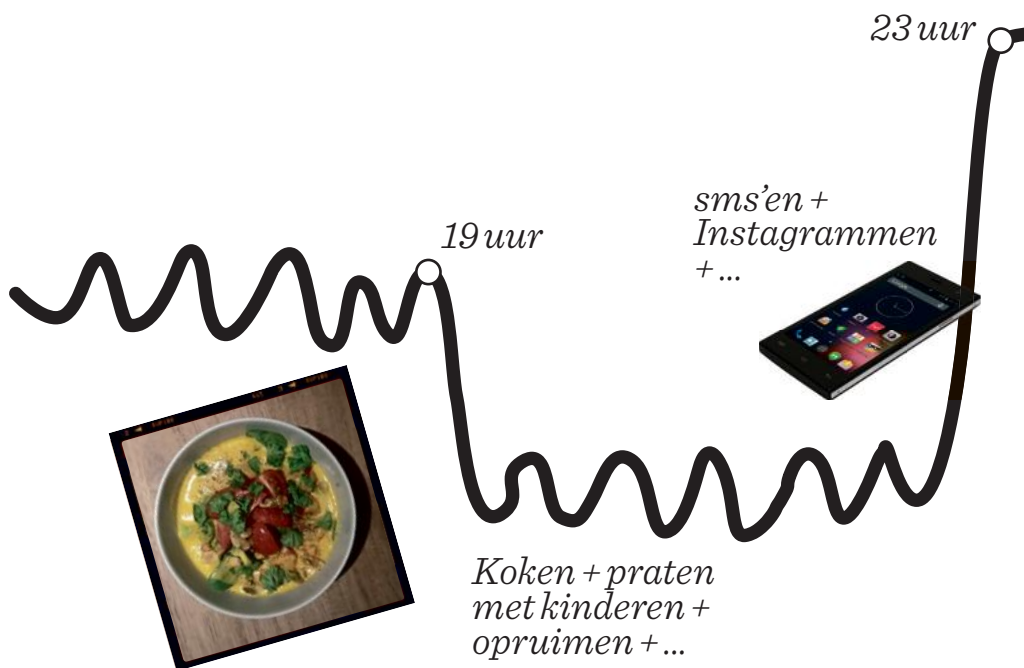 23 uur
sms’en +
Instagrammen
+ ...
19 uur
Koken + praten
met kinderen +
opruimen + ...